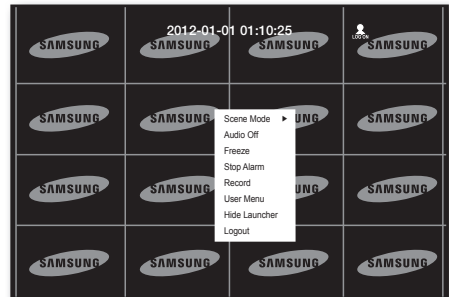 2012-01-01 01:10:25
LOG ON
SAMSUNG SAMSUNG SAMSUNG SAMSUNG
SAMSUNG SAMSUNG SAMSUNG SAMSUNG
SAMSUNG SAMSUNG SAMSUNG SAMSUNG
SAMSUNG SAMSUNG SAMSUNG SAMSUNG
Scene Mode ▶
Audio Off
Freeze
Stop Alarm
Record
User Menu
Hide Launcher
Logout